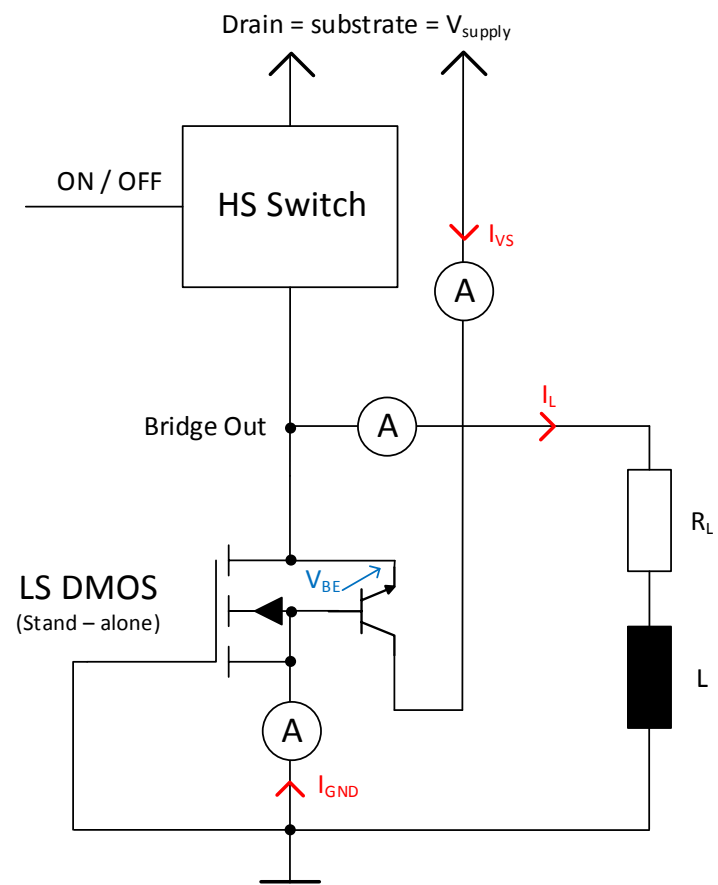 Drain = substrate = Vsupply
ON / OFF
HS Switch
IVS
A
IL
Bridge Out
A
RL
VBE
LS DMOS
(Stand – alone)
L
A
IGND